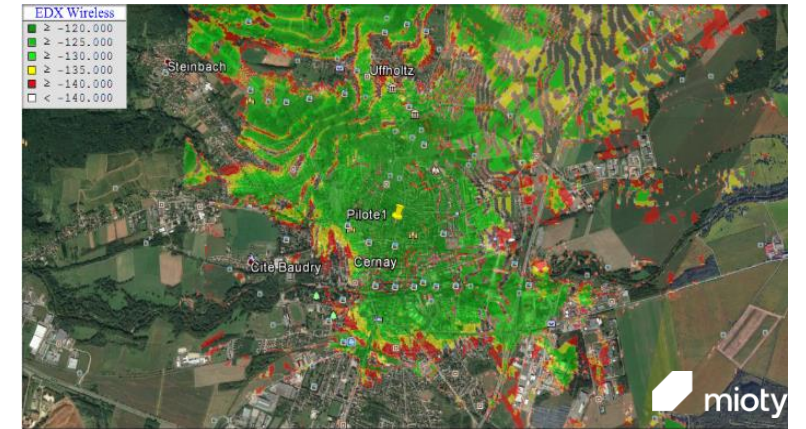 EDX Wireless
≥ -120.000
≥ -125.000
≥ -130.000
≥ -135.000
≥ -140.000
< -140.000
Steinbach
Uffholtz
Pilote1
Cité Baudry
Cernay
mioty